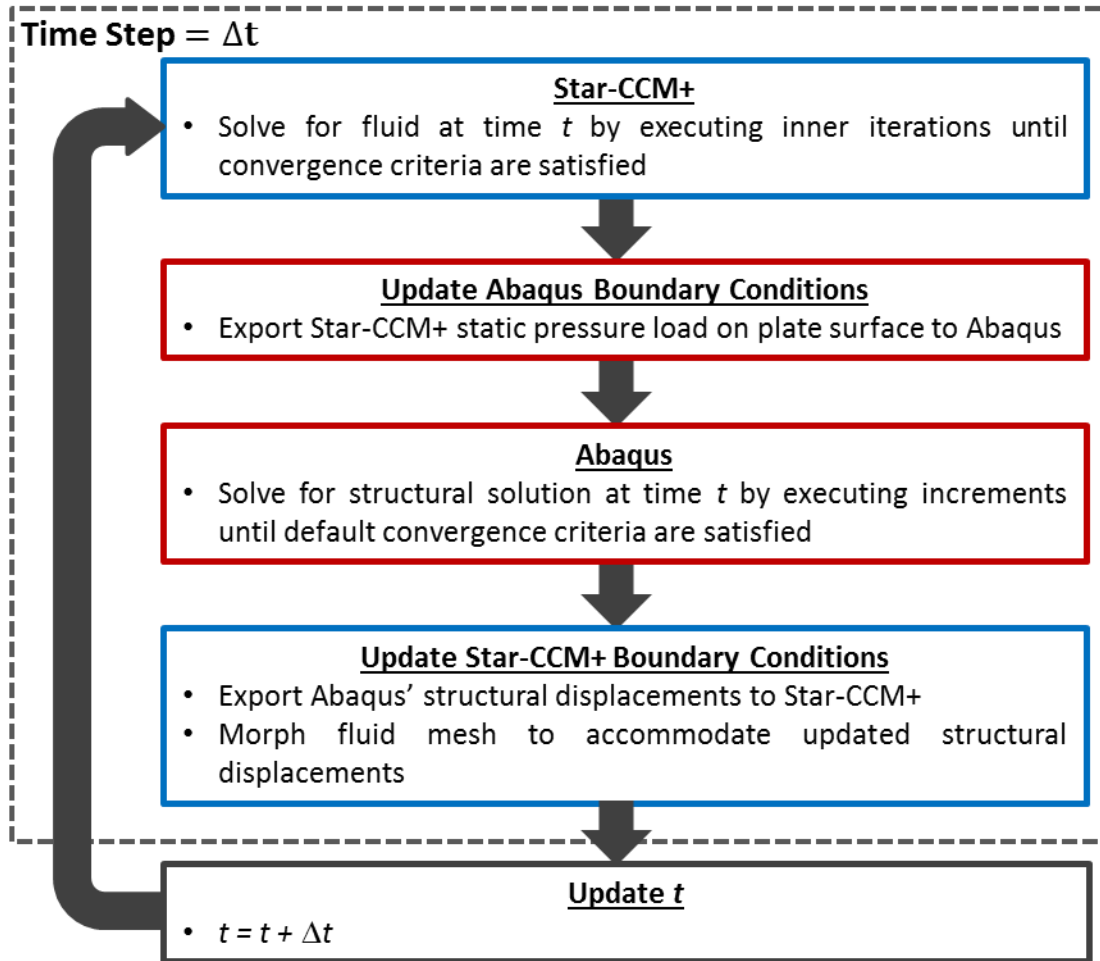 Time Step = Δt
Star-CCM+
• Solve for fluid at time t by executing inner iterations until
convergence criteria are satisfied
Update Abaqus Boundary Conditions
• Export Star-CCM+ static pressure load on plate surface to Abaqus
Abaqus
• Solve for structural solution at time t by executing increments
until default convergence criteria are satisfied
Update Star-CCM+ Boundary Conditions
• Export Abaqus’ structural displacements to Star-CCM+
• Morph fluid mesh to accommodate updated structural
displacements
Update t
• t = t + Δt